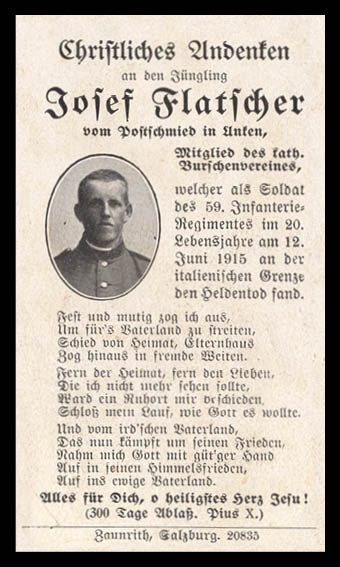 Christliches Andenken
an den Jüngling
Josef Flatscher
vom Postschmied in Unken,
Mitglied des kath.
Burschenvereines,
welcher als Soldat
des 59. Infanterie-
Regimentes im 20.
Lebensjahre am 12.
Juni 1915 an der
italienischen Grenze
den Heldentod fand.
Fest und mutig zog ich aus,
Um für's Vaterland zu streiten,
Schied von Heimat, Elternhaus
Zog hinaus in fremde Weiten.
Fern der Heimat, fern den Lieben,
Die ich nicht mehr sehen sollte,
Ward ein Ruhort mir beschieden,
Schloß mein Lauf, wie Gott es wollte.
Und vom ird'schen Vaterland,
Das nun kämpft um seinen Frieden,
Nahm mich Gott mit güt'ger Hand
Auf in seinen Himmelsfrieden,
Auf ins ewige Vaterland.
Alles für Dich, o heiligstes Herz Jesu!
(300 Tage Ablaß. Pius X.)
Zaunrith, Salzburg. 20835